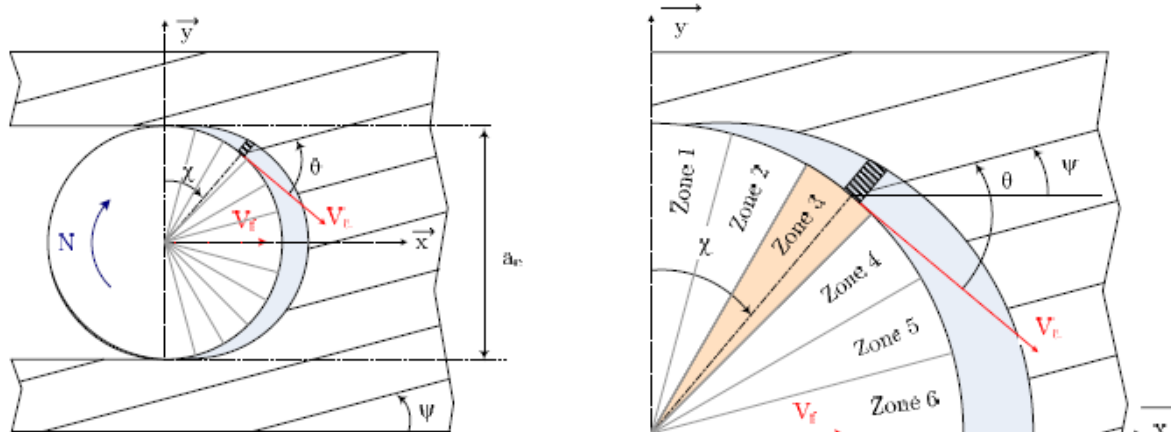 y
χ
θ
N
V_f
V_c
x
a_e
ψ
y
Zone 1
Zone 2
Zone 3
Zone 4
Zone 5
Zone 6
χ
θ
ψ
V_c
V_f
x